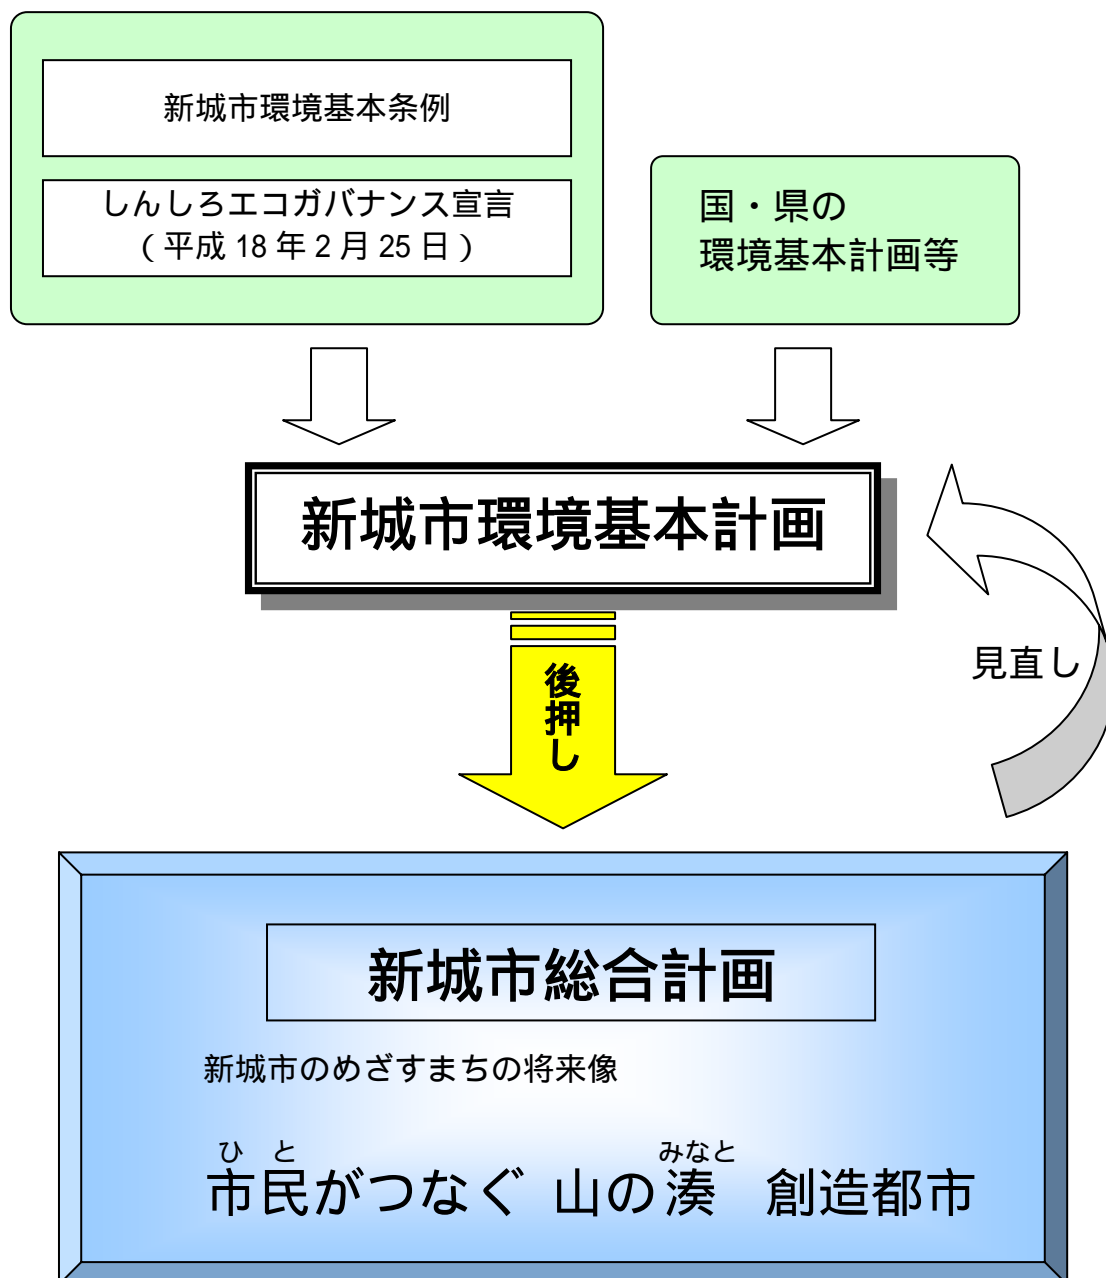 新城市環境基本条例
しんしろエコガバナンス宣言
（平成 18 年 2 月 25 日）
国・県の
環境基本計画等
新城市環境基本計画
後押し
見直し
新城市総合計画
新城市のめざすまちの将来像
ひと みなと
市民がつなぐ 山の湊 創造都市